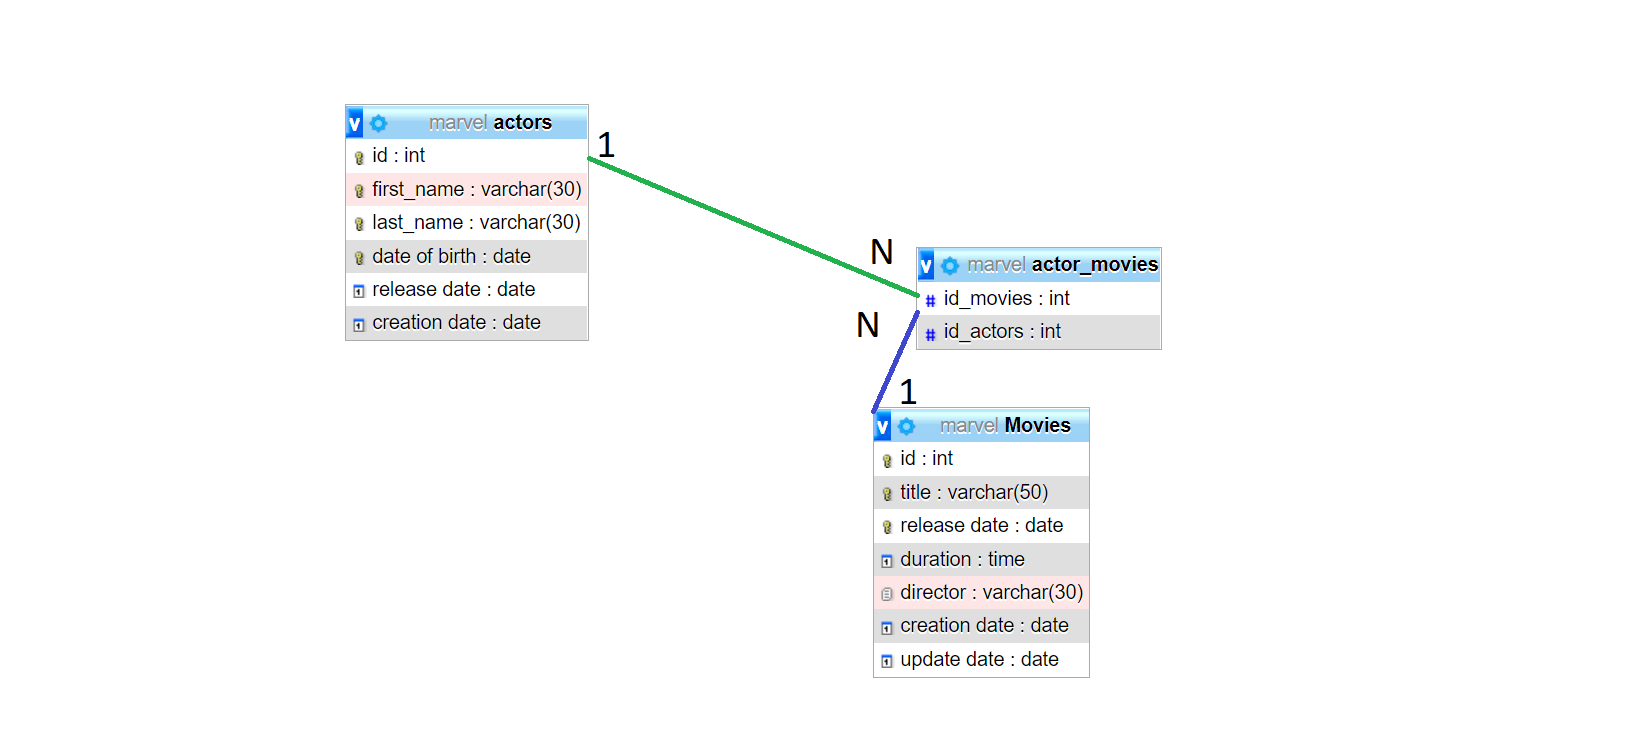 v marvel actors
id : int
first_name : varchar(30)
last_name : varchar(30)
date of birth : date
release date : date
creation date : date
1
N
v marvel actor_movies
id_movies : int
id_actors : int
N
1
v marvel Movies
id : int
title : varchar(50)
release date : date
duration : time
director : varchar(30)
creation date : date
update date : date